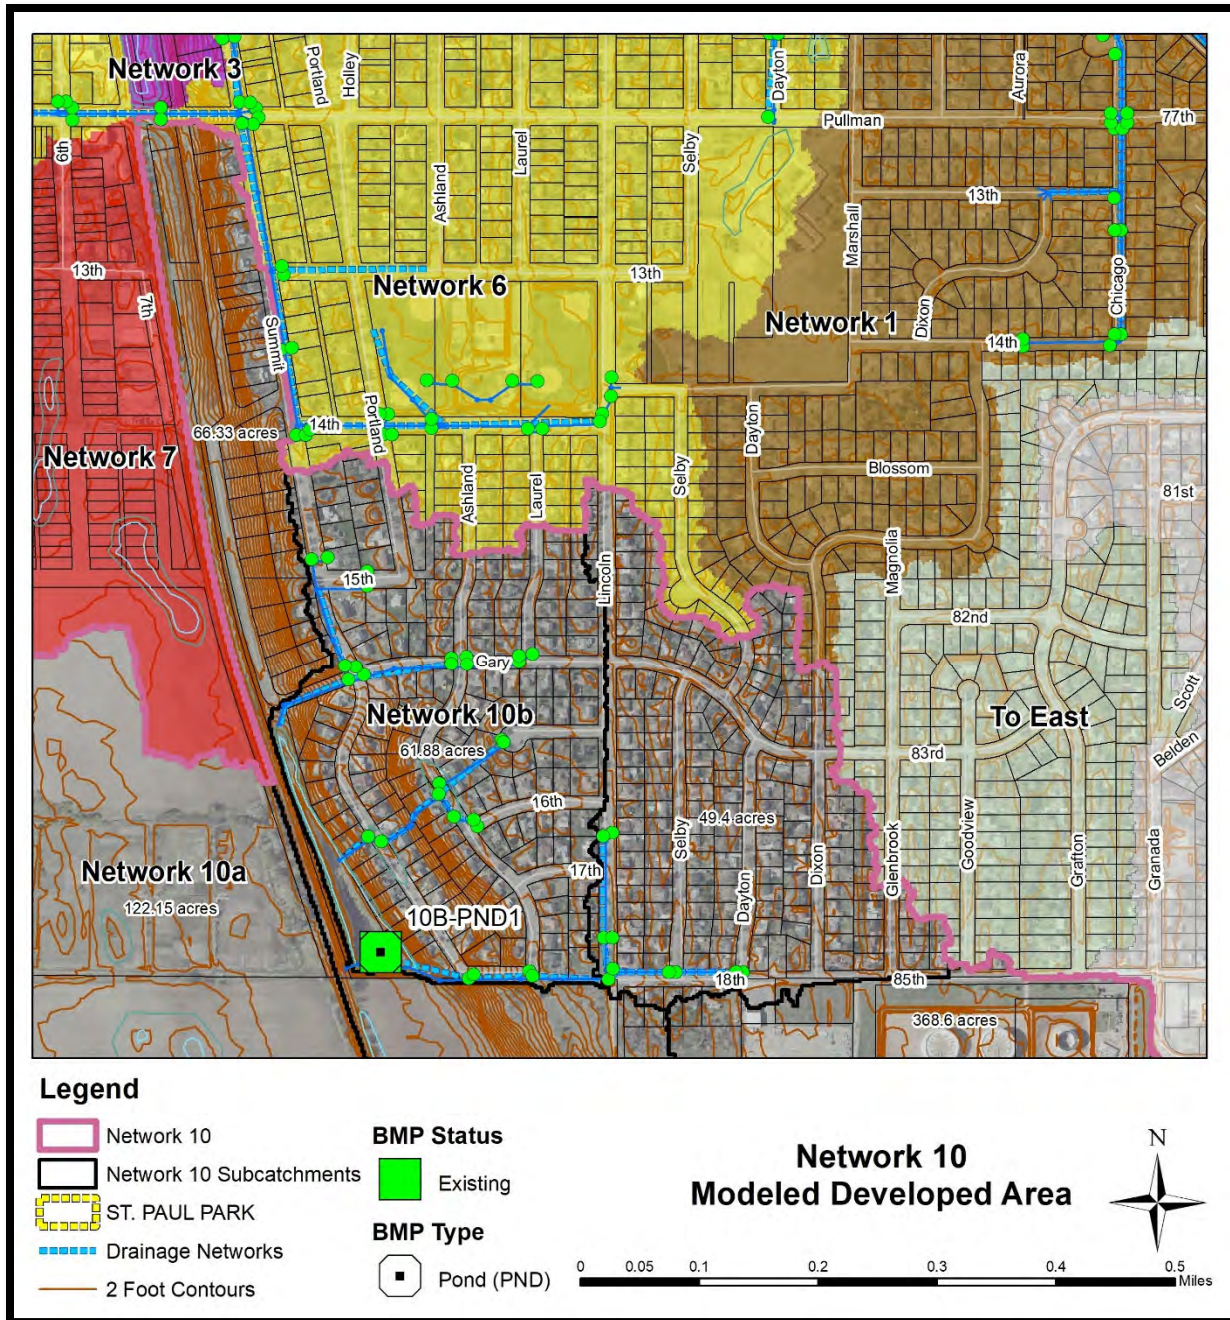 Network 3
Portland
Holley
Dayton
Aurora
Pullman
77th
6th
Laurel
Selby
Ashland
13th
Marshall
13th
7th
13th
Network 6
Dixon
Chicago
Summit
Network 1
14th
66.33 acres
14th
Portland
Dayton
Network 7
Ashland
Laurel
Selby
Blossom
81st
Magnolia
15th
Lincoln
82nd
Gary
Scott
Network 10b
61.88 acres
To East
83rd
Belden
16th
49.4 acres
Selby
Goodview
Network 10a
122.15 acres
17th
Dayton
Dixon
Glenbrook
Grafton
Granada
10B-PND1
18th
85th
368.6 acres
Legend
Network 10
Network 10 Subcatchments
ST. PAUL PARK
Drainage Networks
2 Foot Contours
BMP Status
Existing
BMP Type
Pond (PND)
Network 10
Modeled Developed Area
N
0 0.05 0.1 0.2 0.3 0.4 0.5
Miles